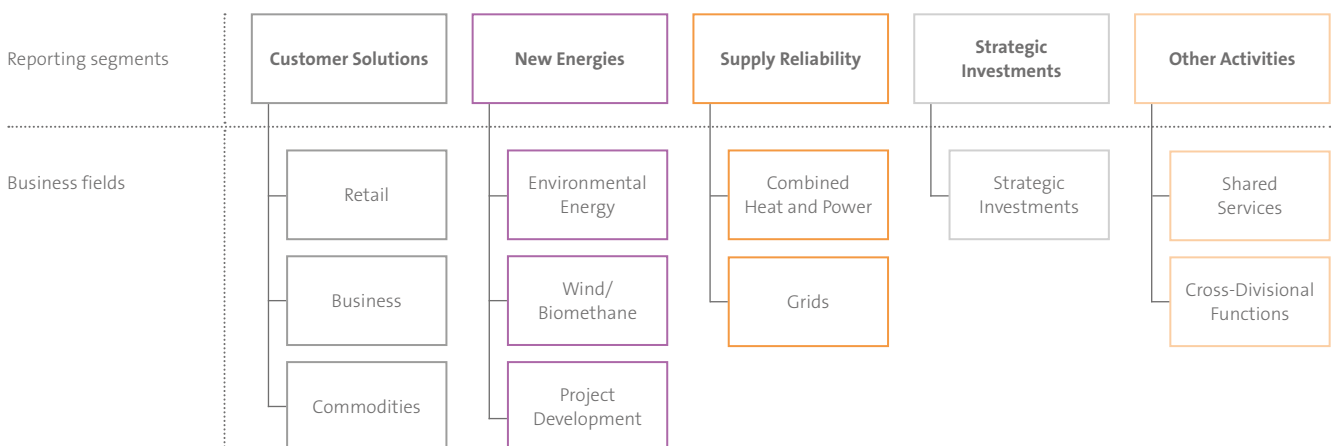 Reporting segments
Customer Solutions
New Energies
Supply Reliability
Strategic
Investments
Other Activities
Business fields
Retail
Environmental
Energy
Combined
Heat and Power
Strategic
Investments
Shared
Services
Business
Wind/
Biomethane
Grids
Cross-Divisional
Functions
Commodities
Project
Development